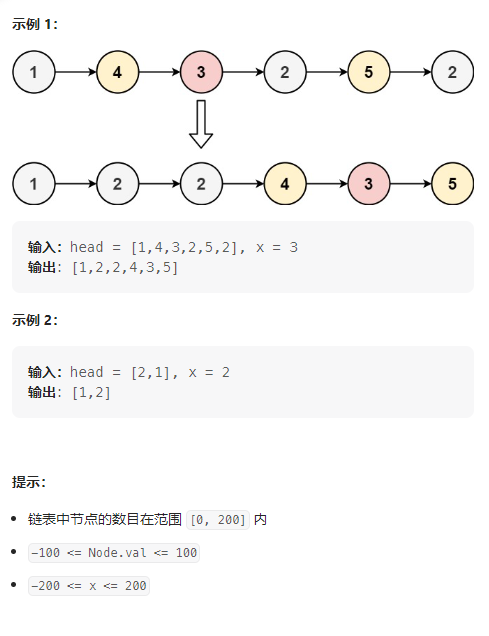 示例 1：
1 4 3 2 5 2
1 2 2 4 3 5
输入：head = [1,4,3,2,5,2], x = 3
输出：[1,2,2,4,3,5]
示例 2：
输入：head = [2,1], x = 2
输出：[1,2]
提示：
链表中节点的数目在范围 [0, 200] 内
-100 <= Node.val <= 100
-200 <= x <= 200